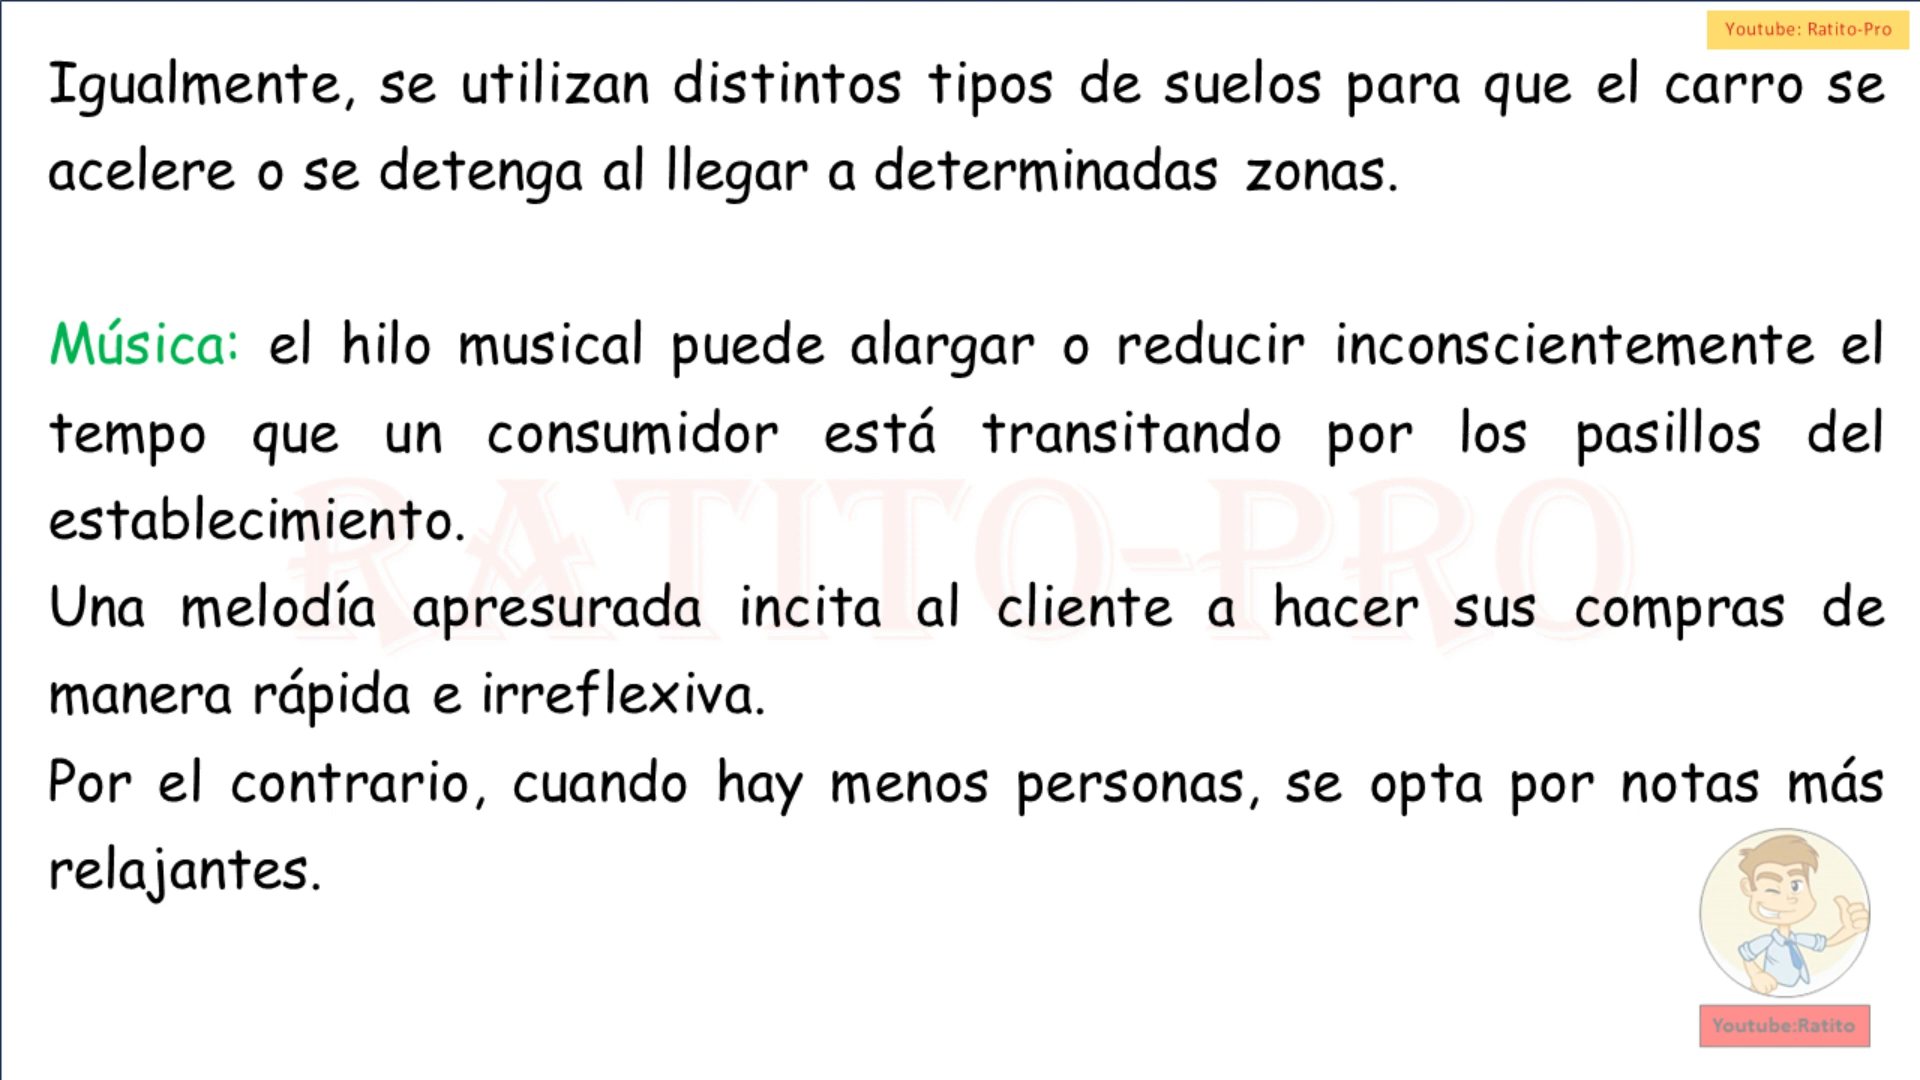 Youtube: Ratito-Pro
Igualmente, se utilizan distintos tipos de suelos para que el carro se
acelere o se detenga al llegar a determinadas zonas.
Música: el hilo musical puede alargar o reducir inconscientemente el
tempo que un consumidor está transitando por los pasillos del
establecimiento.
RATITO-PRO
Una melodía apresurada incita al cliente a hacer sus compras de
manera rápida e irreflexiva.
Por el contrario, cuando hay menos personas, se opta por notas más
relajantes.
Youtube:Ratito